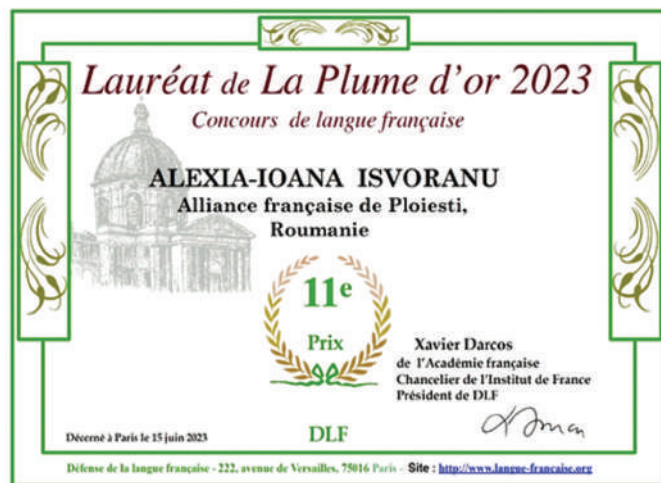 Lauréat de La Plume d'or 2023
Concours de langue française
ALEXIA-IOANA ISVORANU
Alliance française de Ploiesti,
Roumanie
11e
Prix
Xavier Darcos
de l'Académie française
Chancelier de l'Institut de France
Président de DLF
Décerné à Paris le 15 juin 2023
DLF
Défense de la langue française - 222, avenue de Versailles, 75016 Paris - Site : http://www.langue-francaise.org